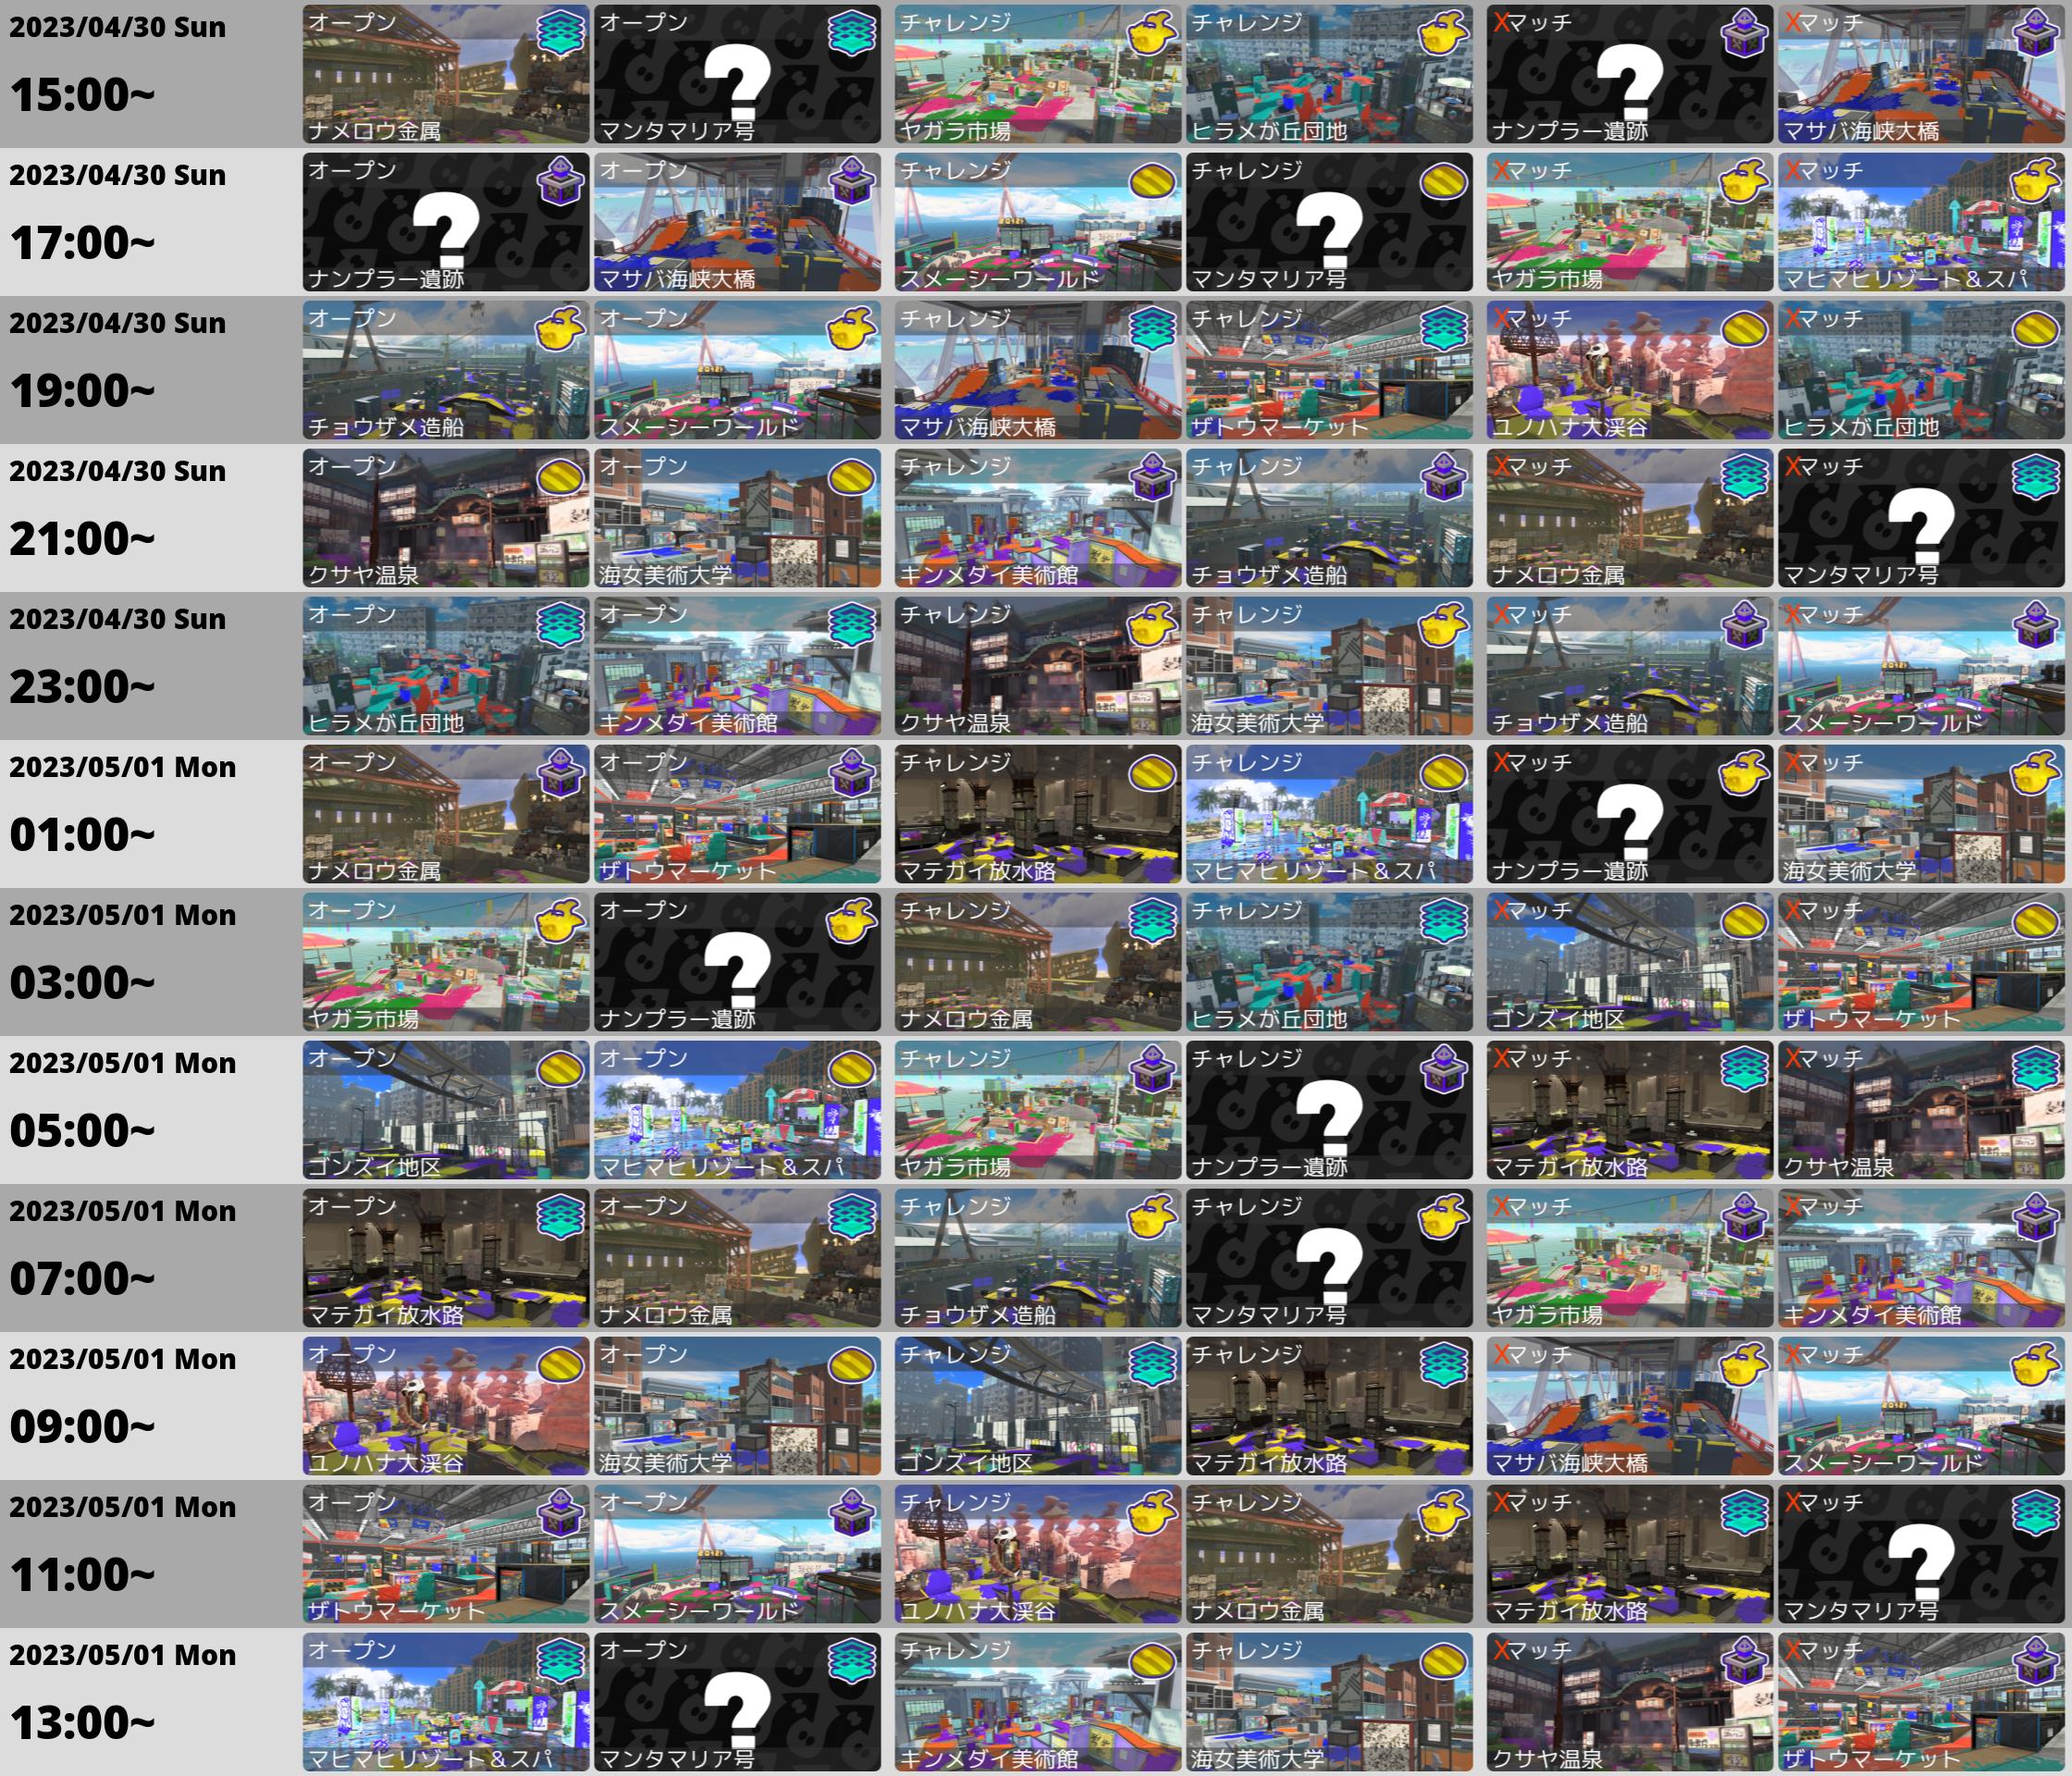 2023/04/30 Sun
15:00~
オープン
ナメロウ金属
オープン
マンタマリア号
チャレンジ
ヤガラ市場
チャレンジ
ヒラメが丘団地
Xマッチ
ナンプラー遺跡
Xマッチ
マサバ海峡大橋
2023/04/30 Sun
17:00~
オープン
ナンプラー遺跡
オープン
マサバ海峡大橋
チャレンジ
スメーシーワールド
チャレンジ
マンタマリア号
Xマッチ
ヤガラ市場
Xマッチ
マヒマヒリゾート&スパ
2023/04/30 Sun
19:00~
オープン
チョウザメ造船
オープン
スメーシーワールド
チャレンジ
マサバ海峡大橋
チャレンジ
ザトウマーケット
Xマッチ
ユノハナ大渓谷
Xマッチ
ヒラメが丘団地
2023/04/30 Sun
21:00~
オープン
クサヤ温泉
オープン
海女美術大学
チャレンジ
キンメダイ美術館
チャレンジ
チョウザメ造船
Xマッチ
ナメロウ金属
Xマッチ
マンタマリア号
2023/04/30 Sun
23:00~
オープン
ヒラメが丘団地
オープン
キンメダイ美術館
チャレンジ
クサヤ温泉
チャレンジ
海女美術大学
Xマッチ
チョウザメ造船
Xマッチ
スメーシーワールド
2023/05/01 Mon
01:00~
オープン
ナメロウ金属
オープン
ザトウマーケット
チャレンジ
マテガイ放水路
チャレンジ
マヒマヒリゾート&スパ
Xマッチ
ナンプラー遺跡
Xマッチ
海女美術大学
2023/05/01 Mon
03:00~
オープン
ヤガラ市場
オープン
ナンプラー遺跡
チャレンジ
ナメロウ金属
チャレンジ
ヒラメが丘団地
Xマッチ
ゴンズイ地区
Xマッチ
ザトウマーケット
2023/05/01 Mon
05:00~
オープン
ゴンズイ地区
オープン
マヒマヒリゾート&スパ
チャレンジ
ヤガラ市場
チャレンジ
ナンプラー遺跡
Xマッチ
マテガイ放水路
Xマッチ
クサヤ温泉
2023/05/01 Mon
07:00~
オープン
マテガイ放水路
オープン
ナメロウ金属
チャレンジ
チョウザメ造船
チャレンジ
マンタマリア号
Xマッチ
ヤガラ市場
Xマッチ
キンメダイ美術館
2023/05/01 Mon
09:00~
オープン
ユノハナ大渓谷
オープン
海女美術大学
チャレンジ
ゴンズイ地区
チャレンジ
マテガイ放水路
Xマッチ
マサバ海峡大橋
Xマッチ
スメーシーワールド
2023/05/01 Mon
11:00~
オープン
ザトウマーケット
オープン
スメーシーワールド
チャレンジ
ユノハナ大渓谷
チャレンジ
ナメロウ金属
Xマッチ
マテガイ放水路
Xマッチ
マンタマリア号
2023/05/01 Mon
13:00~
オープン
マヒマヒリゾート&スパ
オープン
マンタマリア号
チャレンジ
キンメダイ美術館
チャレンジ
海女美術大学
Xマッチ
クサヤ温泉
Xマッチ
ザトウマーケット